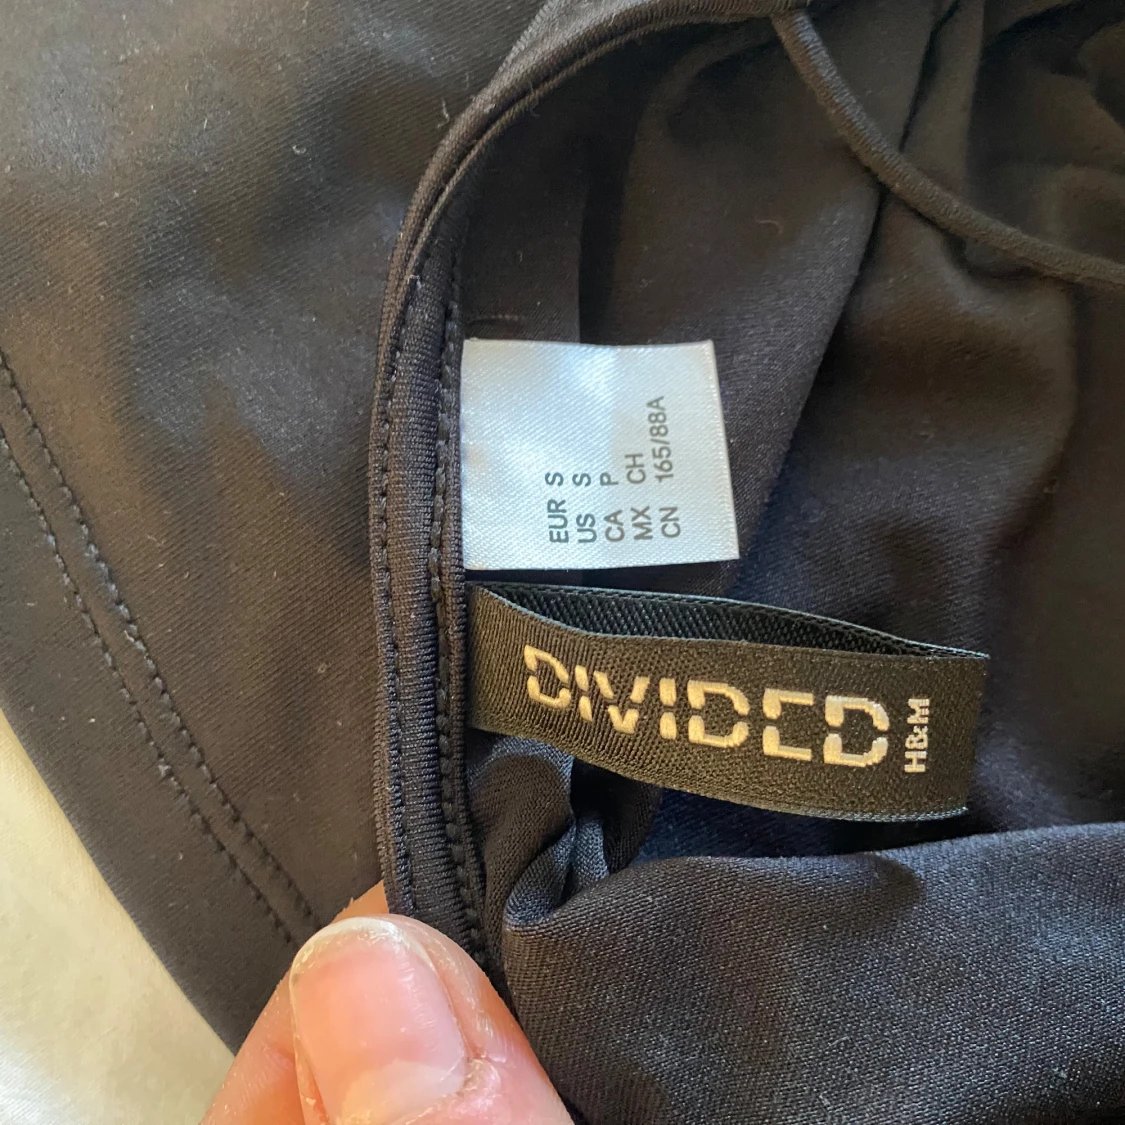 EUR S
US S
CA P
MX CH
CN 165/88A
DIVIDED
H&M